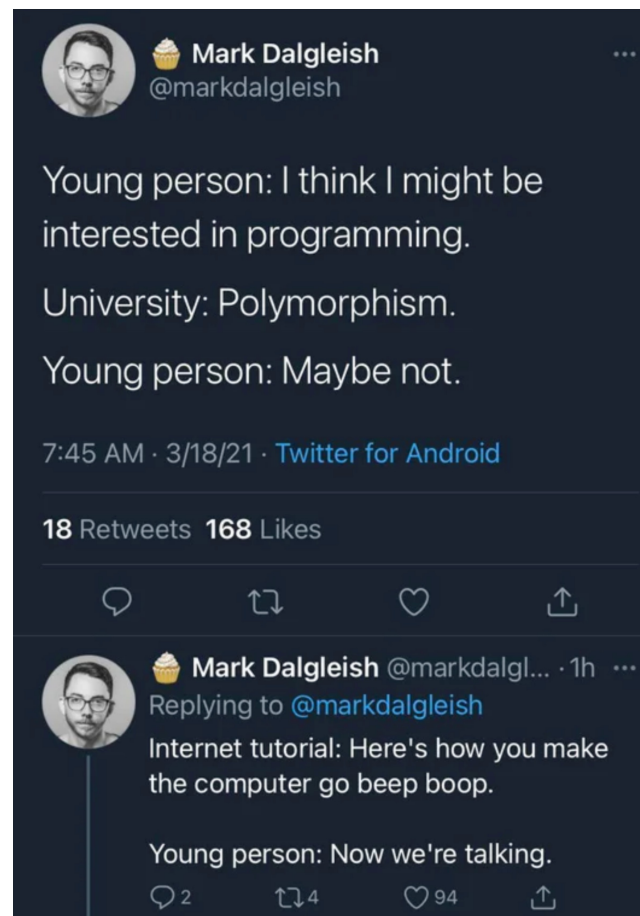 Mark Dalgleish
@markdalgleish
Young person: I think I might be
interested in programming.
University: Polymorphism.
Young person: Maybe not.
7:45 AM · 3/18/21 · Twitter for Android
18 Retweets 168 Likes
Mark Dalgleish @markdalgl... · 1h
Replying to @markdalgleish
Internet tutorial: Here's how you make
the computer go beep boop.
Young person: Now we're talking.
2 4 94